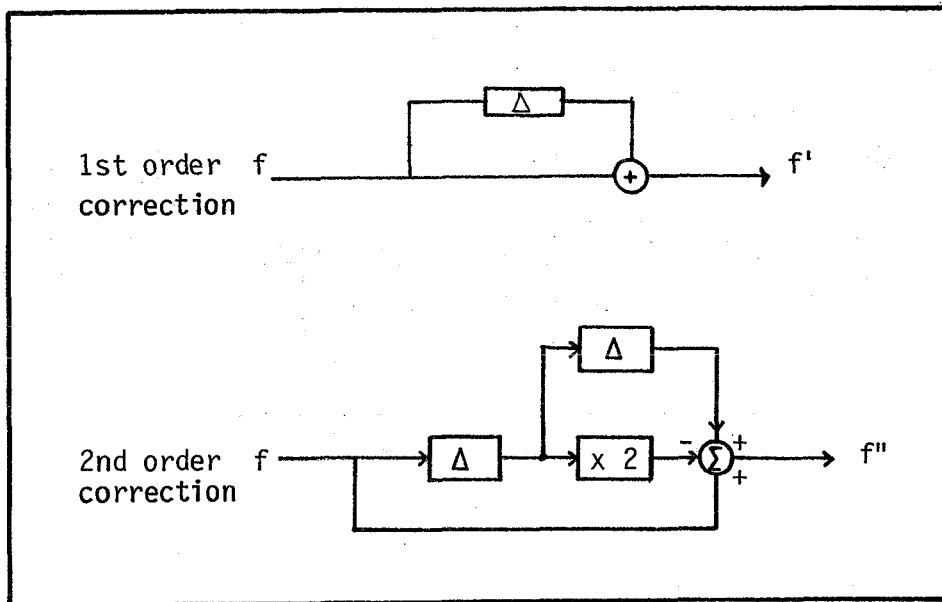 Δ
1st order f + f'
correction
Δ
2nd order f Δ x 2 - Σ + + f"
correction